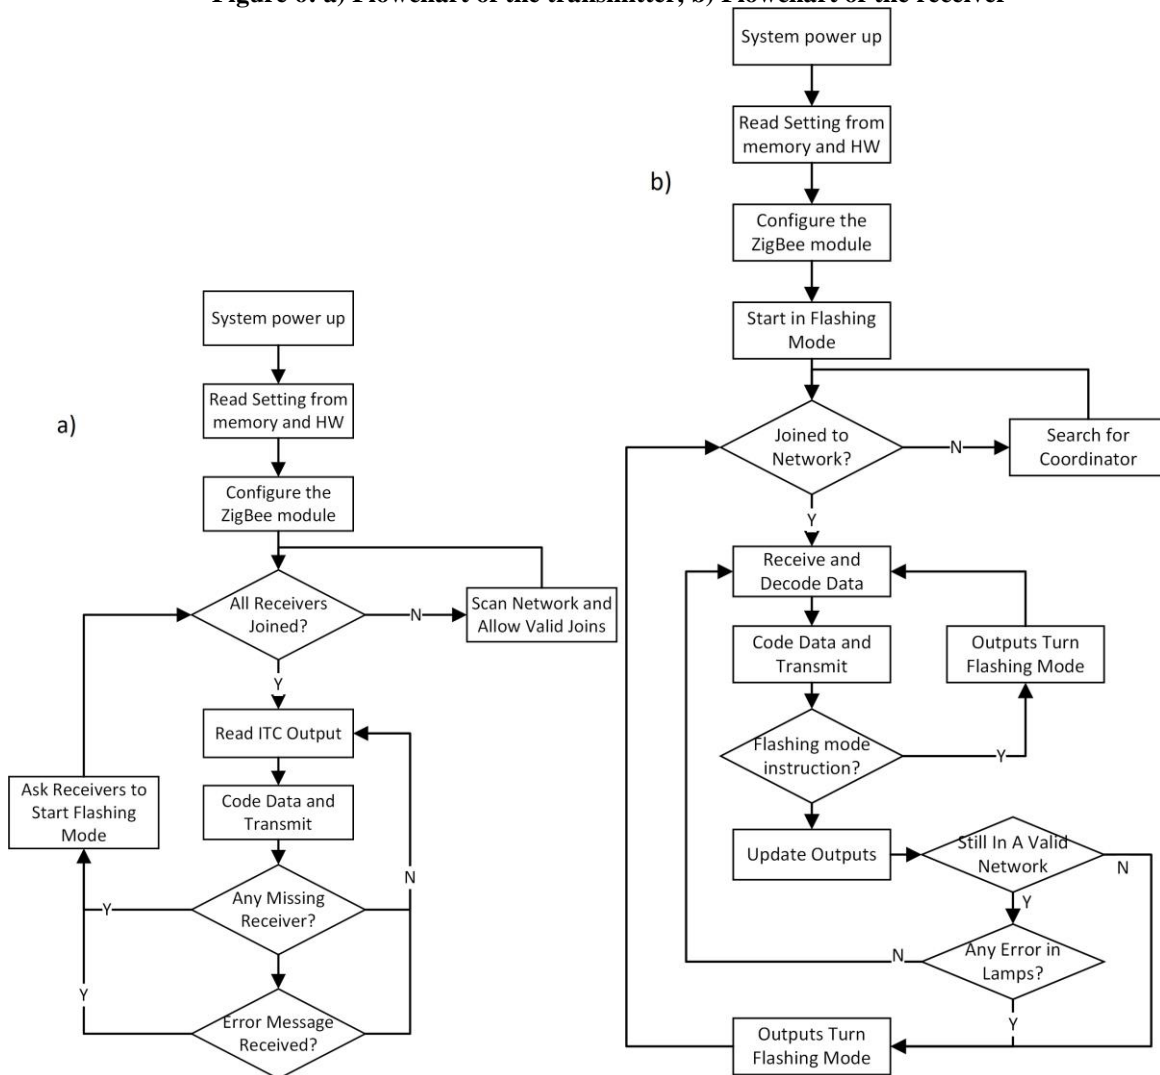 Figure 6: a) Flowchart of the transmitter; b) Flowchart of the receiver
a)
System power up
Read Setting from
memory and HW
Configure the
ZigBee module
All Receivers
Joined?
N
Scan Network and
Allow Valid Joins
Y
Read ITC Output
Ask Receivers to
Start Flashing
Mode
Code Data and
Transmit
N
Any Missing
Receiver?
Y
Y
Error Message
Received?
b)
System power up
Read Setting from
memory and HW
Configure the
ZigBee module
Start in Flashing
Mode
Joined to
Network?
N
Search for
Coordinator
Y
Receive and
Decode Data
Code Data and
Transmit
Outputs Turn
Flashing Mode
Flashing mode
instruction?
Y
Update Outputs
Still In A Valid
Network
N
Y
Any Error in
Lamps?
N
Y
Outputs Turn
Flashing Mode